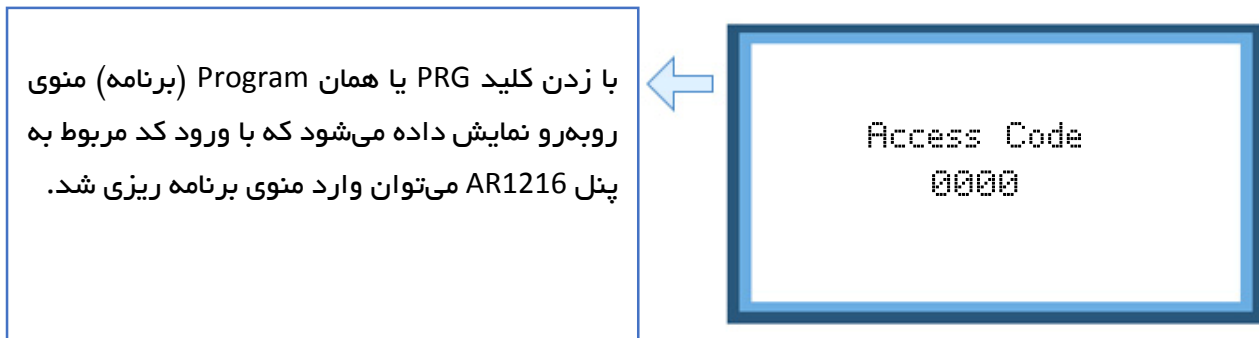 با زدن کلید PRG یا همان Program (برنامه) منوی
روبه‌رو نمایش داده می‌شود که با ورود کد مربوط به
پنل AR1216 می‌توان وارد منوی برنامه ریزی شد.
Access Code
0000